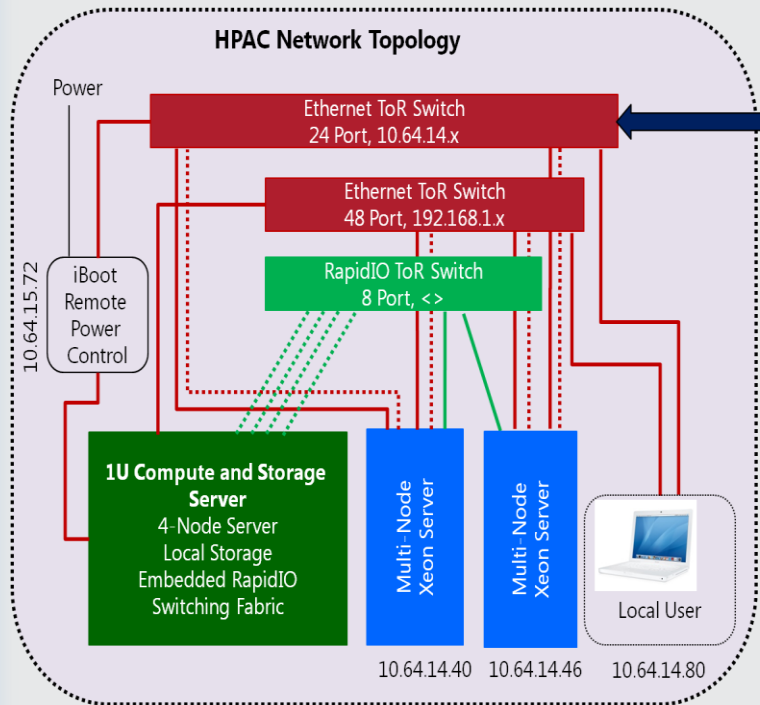 HPAC Network Topology
Power
Ethernet ToR Switch
24 Port, 10.64.14.x
Ethernet ToR Switch
48 Port, 192.168.1.x
RapidIO ToR Switch
8 Port, <>
10.64.15.72
iBoot
Remote
Power
Control
1U Compute and Storage
Server
4-Node Server
Local Storage
Embedded RapidIO
Switching Fabric
Multi-Node
Xeon Server
Multi-Node
Xeon Server
Local User
10.64.14.40
10.64.14.46
10.64.14.80